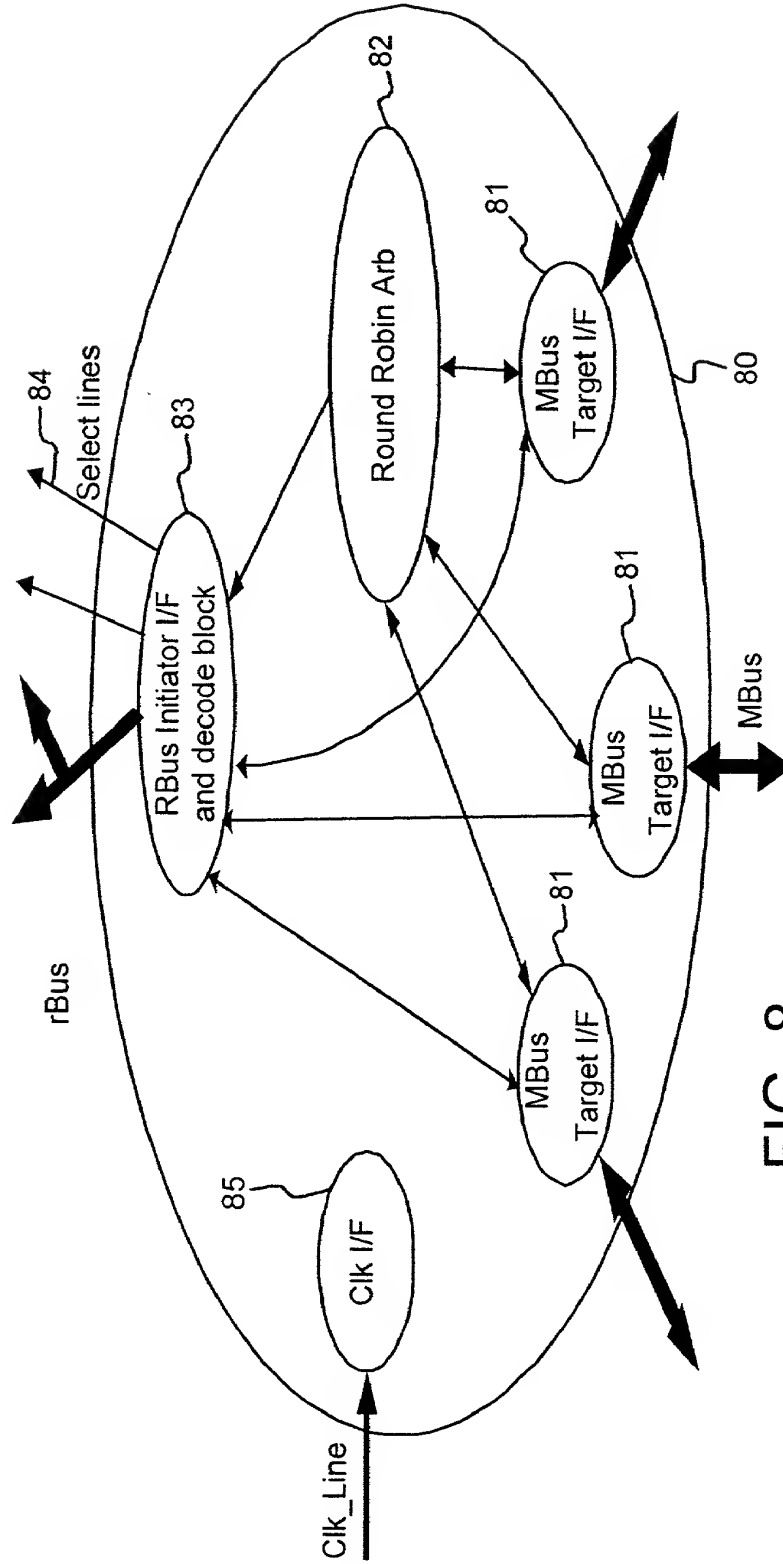 rBus
84
Select lines
83
RBus Initiator I/F
and decode block
82
Round Robin Arb
85
Clk I/F
Clk_Line
81
MBus
Target I/F
81
MBus
Target I/F
81
MBus
Target I/F
80
MBus
FIG. 8